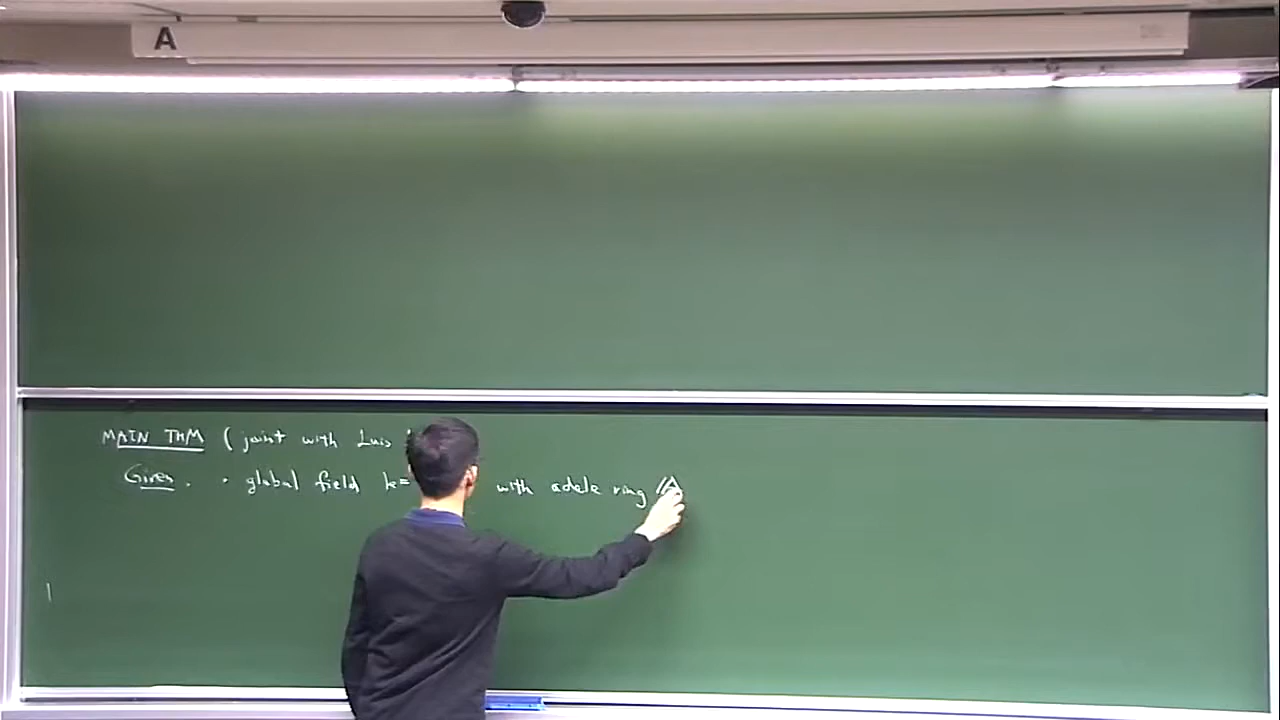 A
MAIN THM ( joint with Luis
Given. · global field k= with adele ring 𝔸